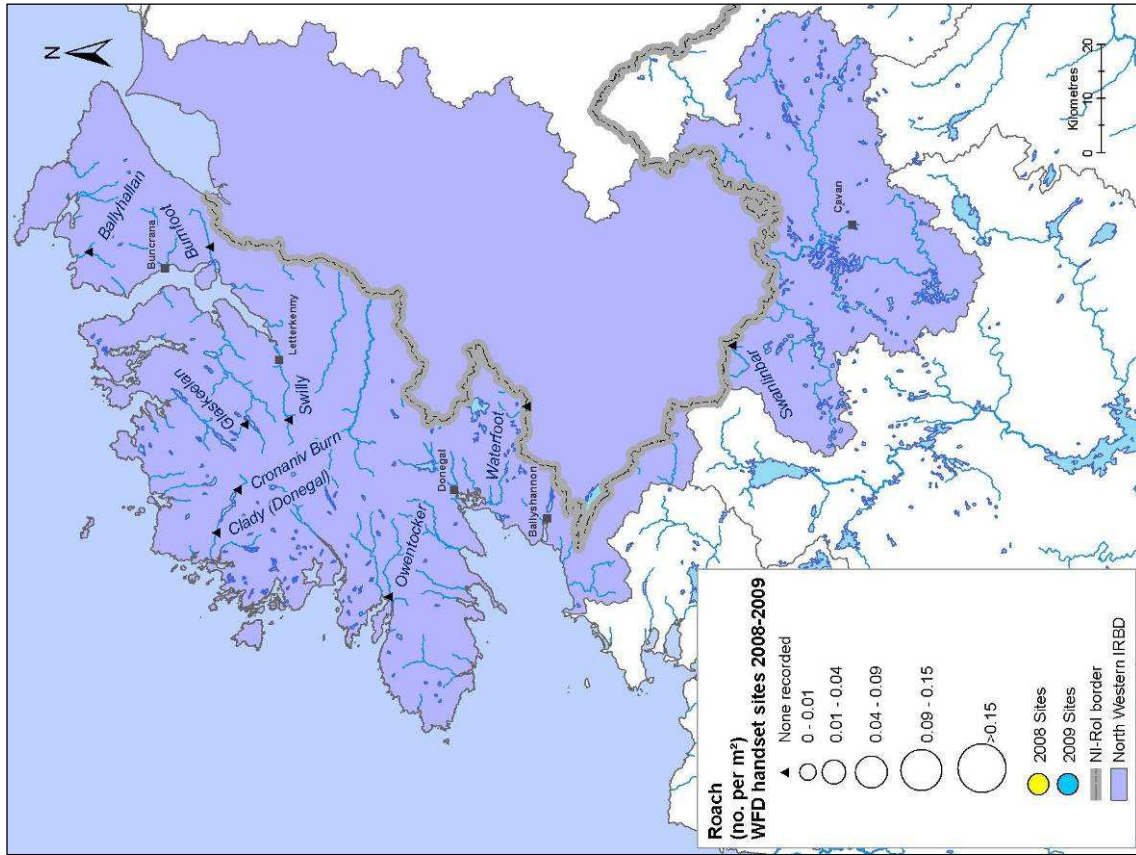 N
Ballyhallan
Buncrana
Burnfoot
Letterkenny
Glaskeelan
Swilly
Cronaniv Burn
Clady (Donegal)
Donegal
Waterfoot
Ballyshannon
Owentocker
Swanlinbar
Cavan
0 10 20
Kilometres
Roach
(no. per m²)
WFD handset sites 2008-2009
None recorded
0 - 0.01
0.01 - 0.04
0.04 - 0.09
0.09 - 0.15
>0.15
2008 Sites
2009 Sites
NI-RoI border
North Western IRBD